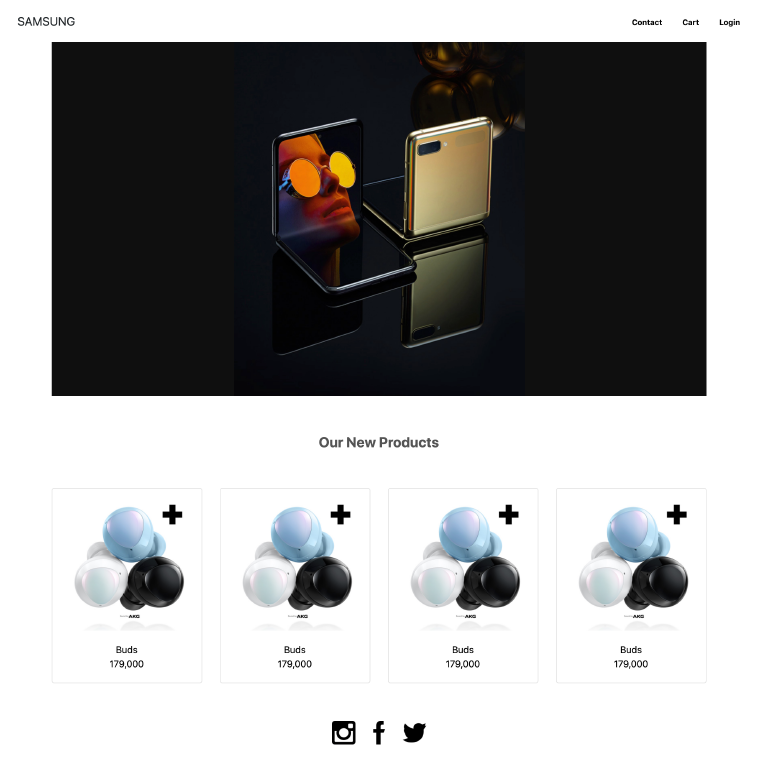 SAMSUNG
Contact Cart Login
Our New Products
AKG AKG AKG AKG
Buds Buds Buds Buds
179,000 179,000 179,000 179,000